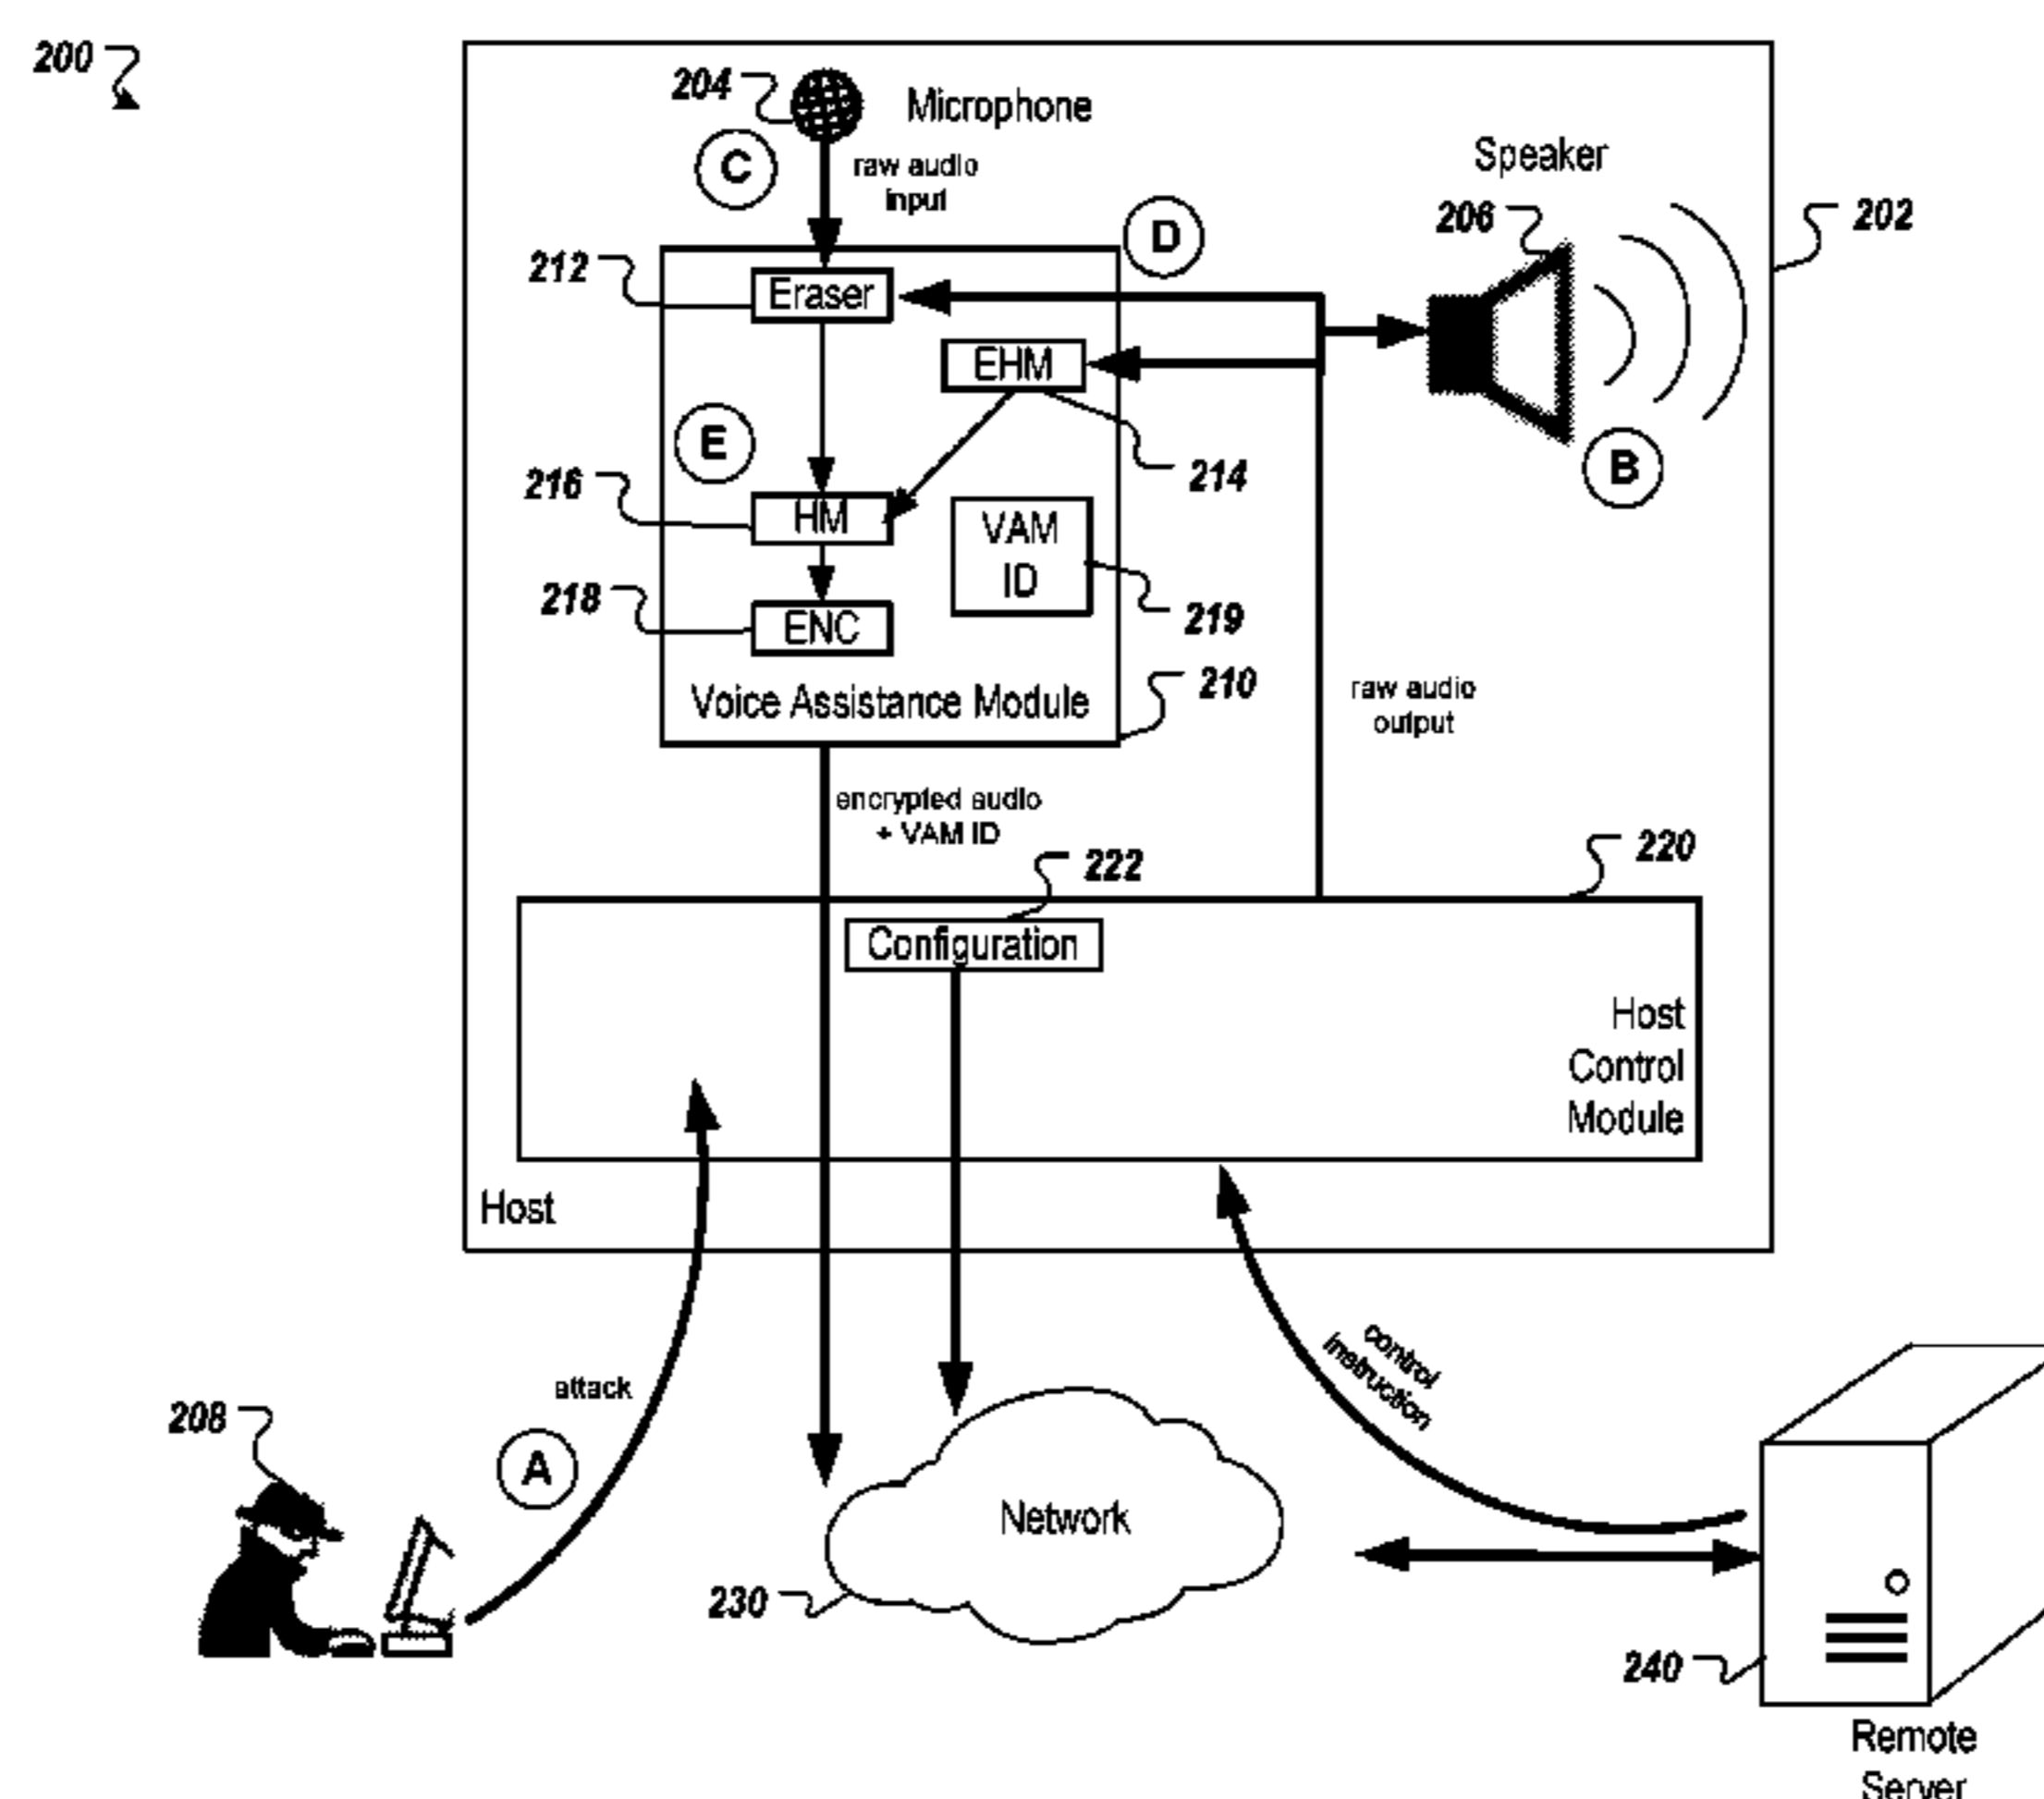 200
204
Microphone
C
raw audio
input
Speaker
D
206
202
212
Eraser
EHM
E
B
214
216
HM
VAM
ID
218
ENC
219
Voice Assistance Module
210
raw audio
output
encrypted audio
+ VAM ID
222
220
Configuration
Host
Control
Module
Host
control
instruction
attack
208
A
Network
230
240
Remote
Server